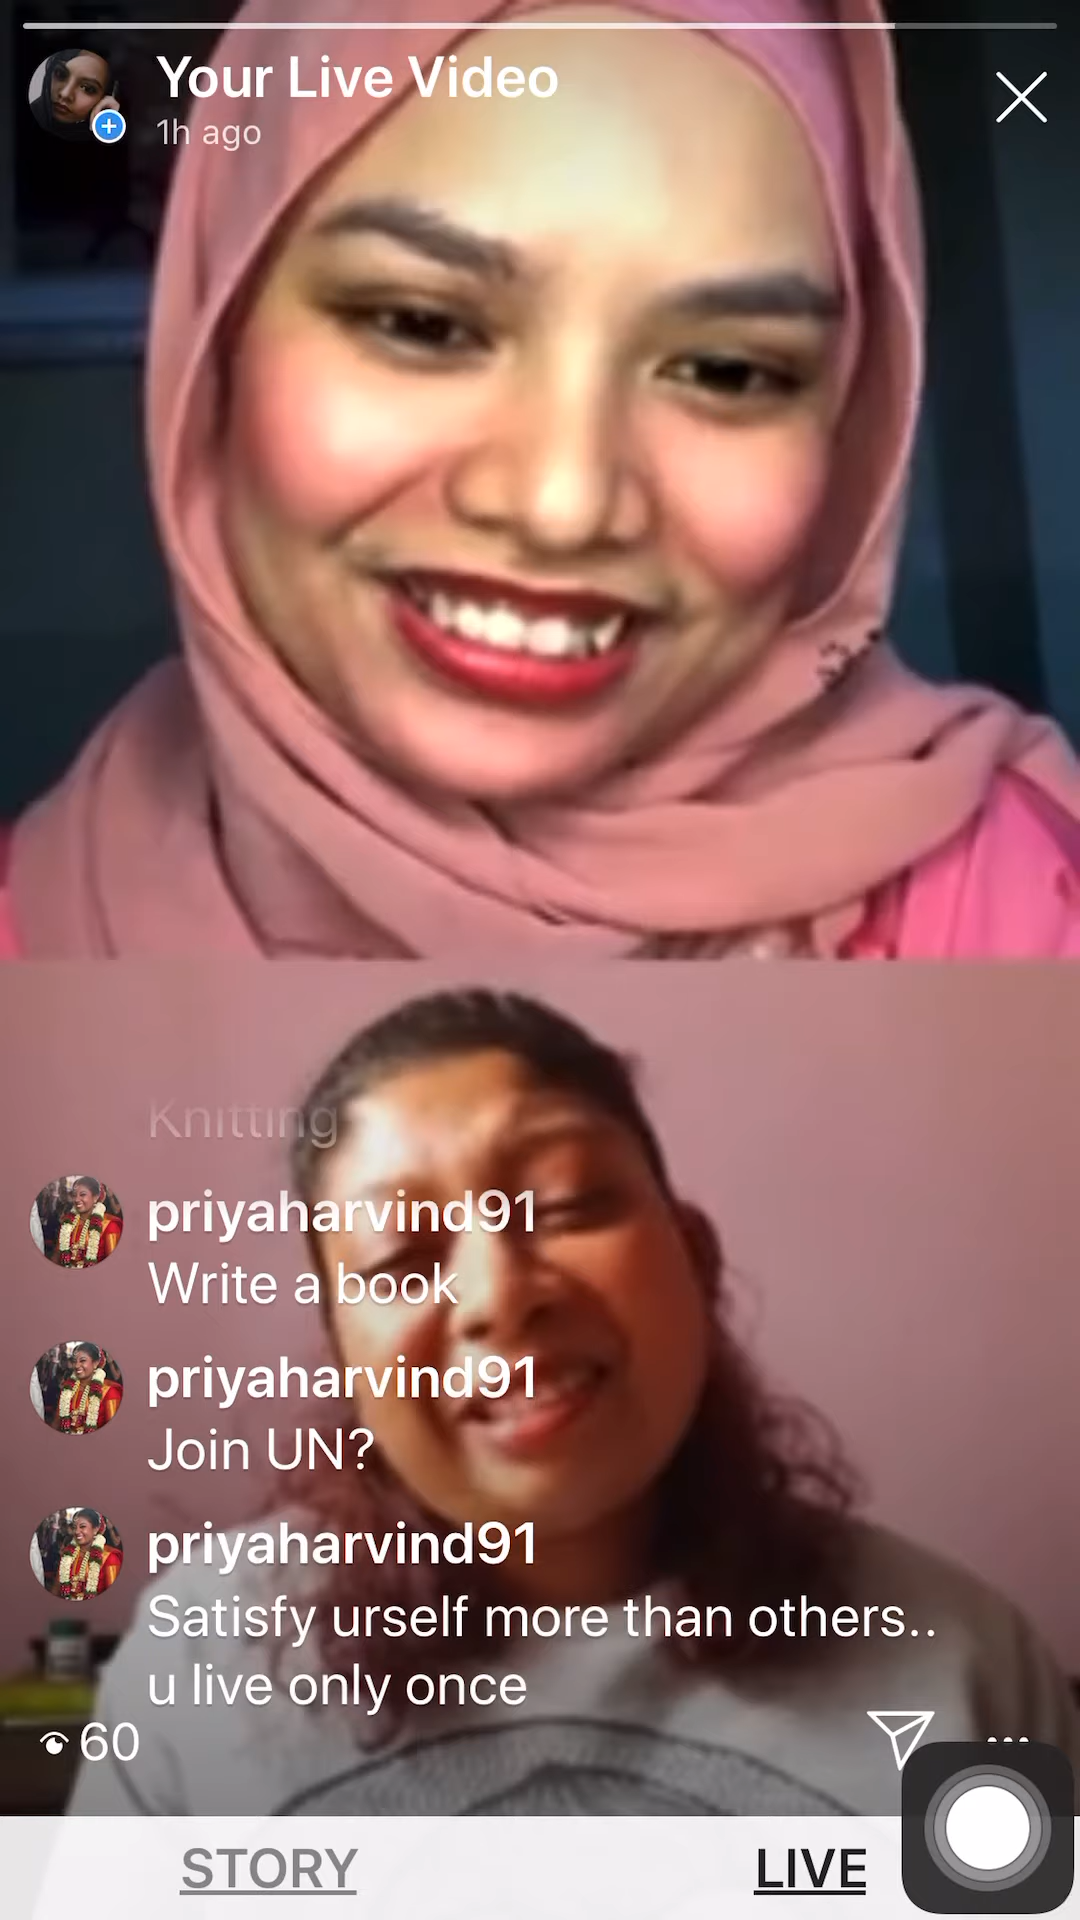 Your Live Video
1h ago
Knitting
priyaharvind91
Write a book
priyaharvind91
Join UN?
priyaharvind91
Satisfy urself more than others..
u live only once
60
STORY
LIVE